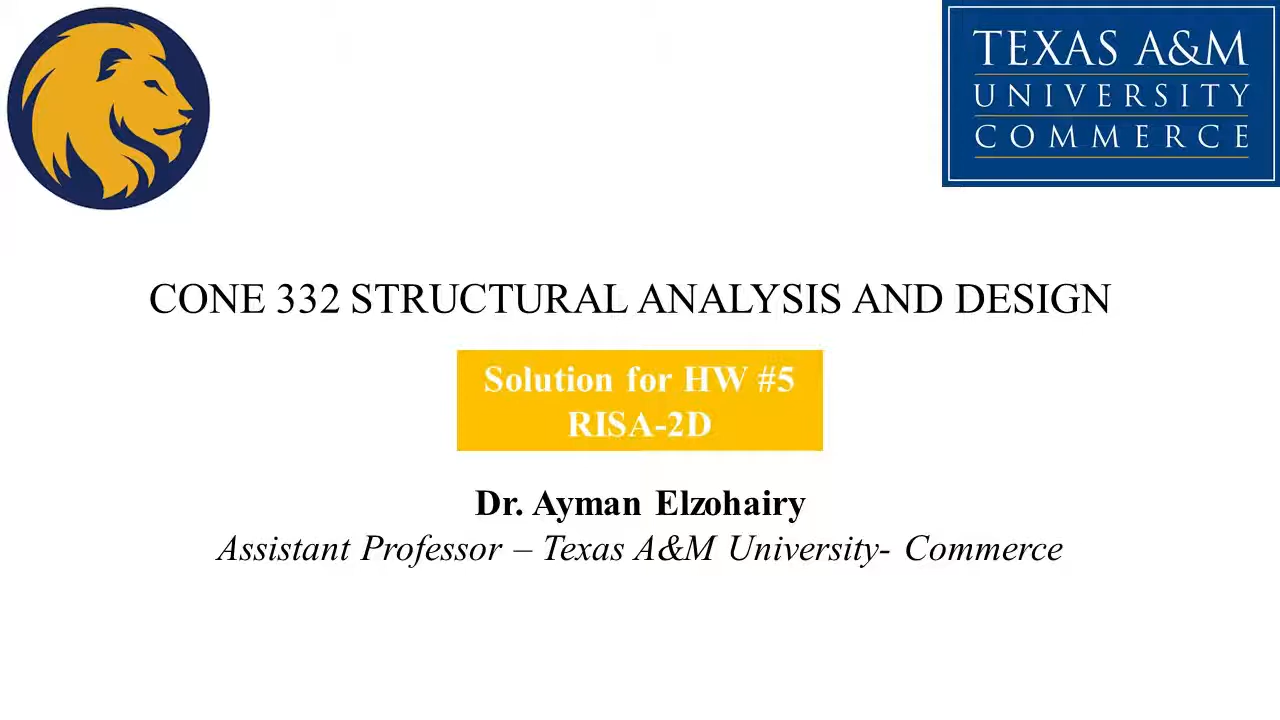 TEXAS A&M
UNIVERSITY
COMMERCE
CONE 332 STRUCTURAL ANALYSIS AND DESIGN
Solution for HW #5
RISA-2D
Dr. Ayman Elzohairy
Assistant Professor – Texas A&M University- Commerce